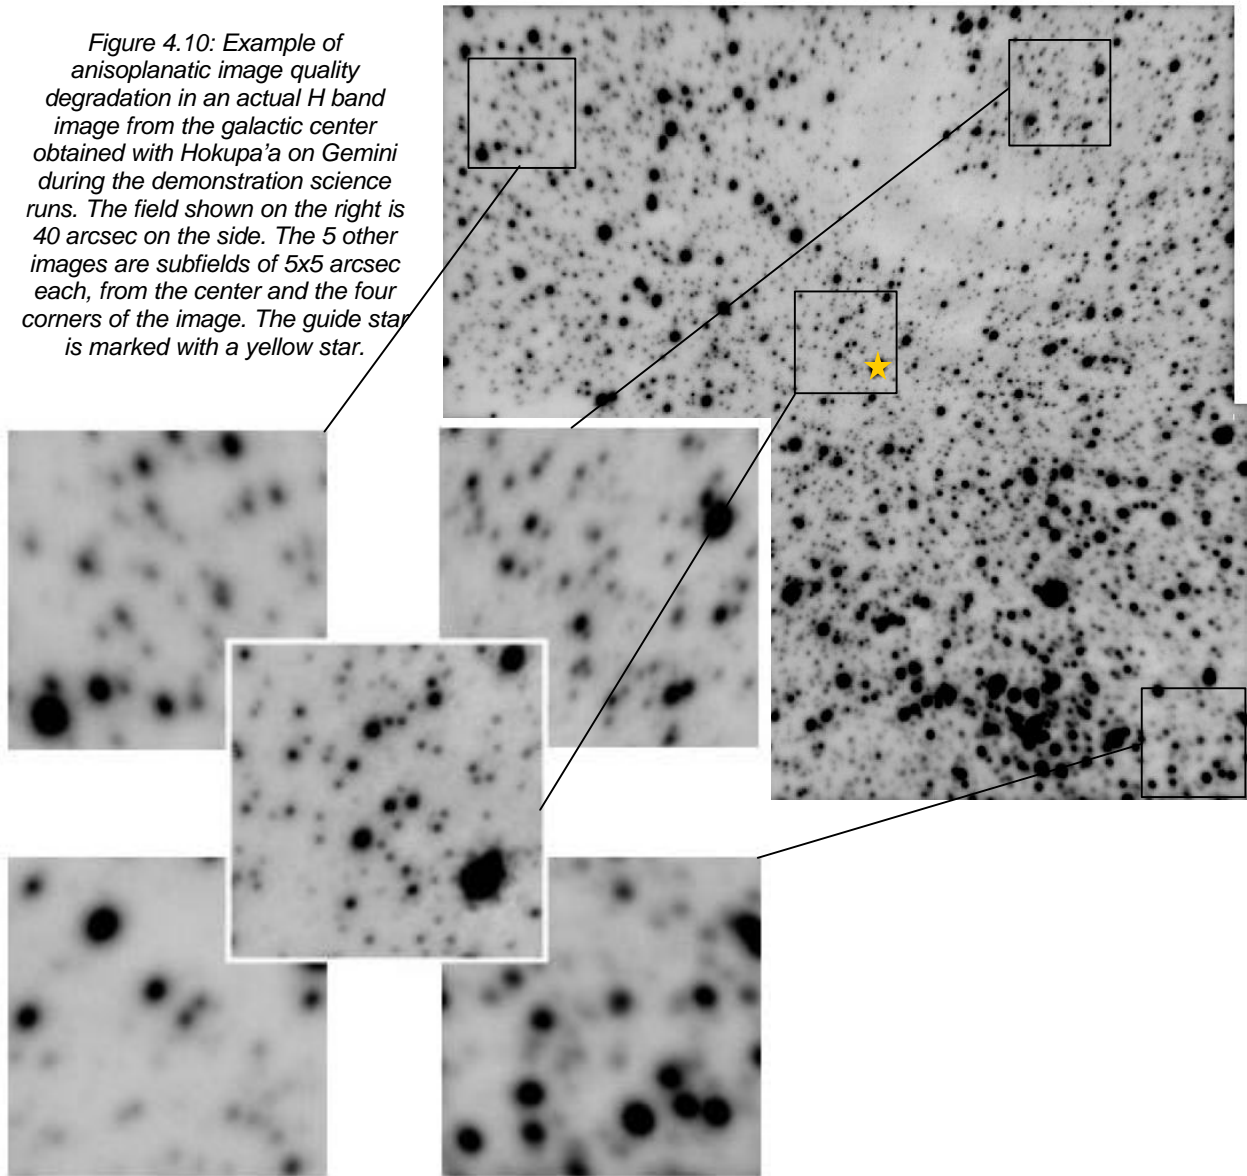 Figure 4.10: Example of
anisoplanatic image quality
degradation in an actual H band
image from the galactic center
obtained with Hokupa'a on Gemini
during the demonstration science
runs. The field shown on the right is
40 arcsec on the side. The 5 other
images are subfields of 5x5 arcsec
each, from the center and the four
corners of the image. The guide star
is marked with a yellow star.